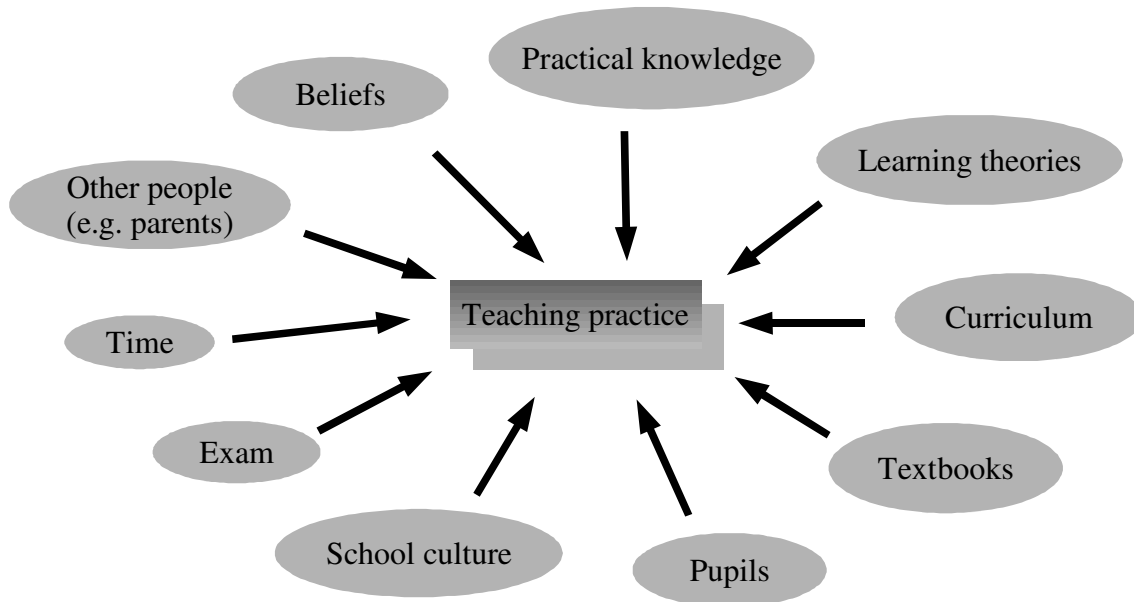 Practical knowledge
Beliefs
Learning theories
Other people
(e.g. parents)
Teaching practice
Curriculum
Time
Exam
Textbooks
School culture
Pupils